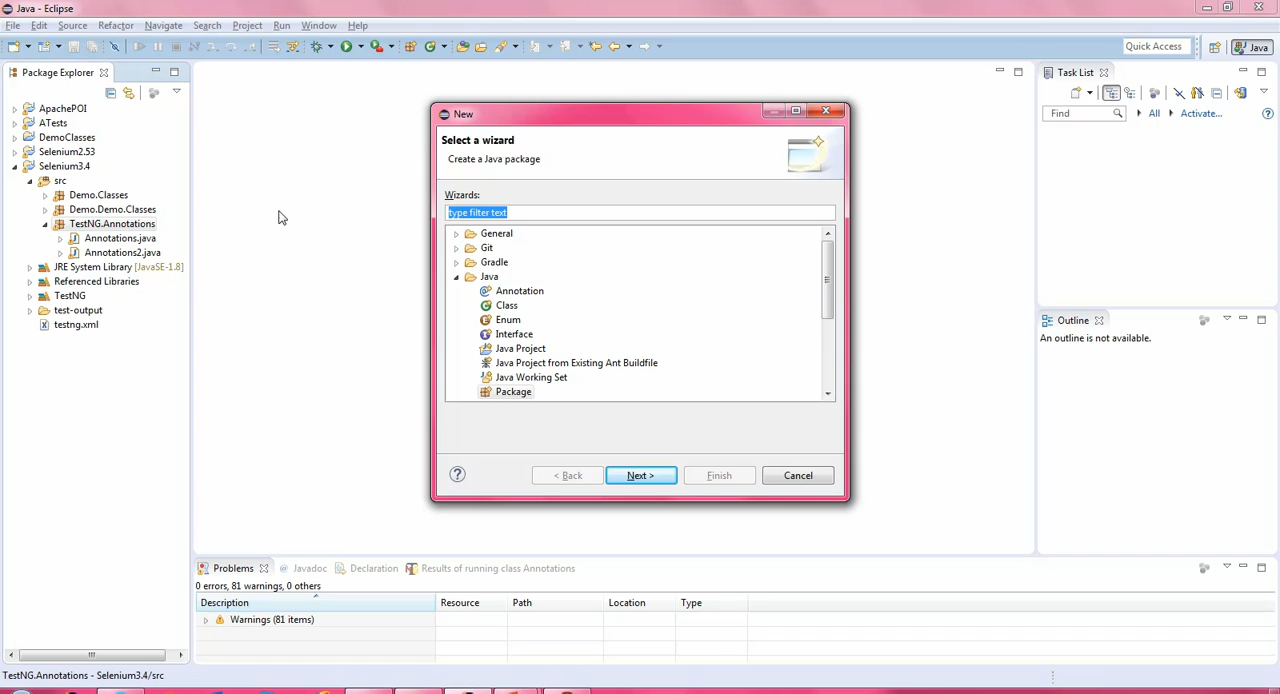 Java - Eclipse
File Edit Source Refactor Navigate Search Project Run Window Help
Quick Access
Java
Package Explorer
ApachePOI
ATests
DemoClasses
Selenium2.53
Selenium3.4
src
Demo.Classes
Demo.Demo.Classes
TestNG.Annotations
Annotations.java
Annotations2.java
JRE System Library [JavaSE-1.8]
Referenced Libraries
TestNG
test-output
testng.xml
New
Select a wizard
Create a Java package
Wizards:
type filter text
General
Git
Gradle
Java
Annotation
Class
Enum
Interface
Java Project
Java Project from Existing Ant Buildfile
Java Working Set
Package
?
< Back
Next >
Finish
Cancel
Task List
Find
All
Activate...
?
Outline
An outline is not available.
Problems Javadoc Declaration Results of running class Annotations
0 errors, 81 warnings, 0 others
Description Resource Path Location Type
Warnings (81 items)
TestNG.Annotations - Selenium3.4/src